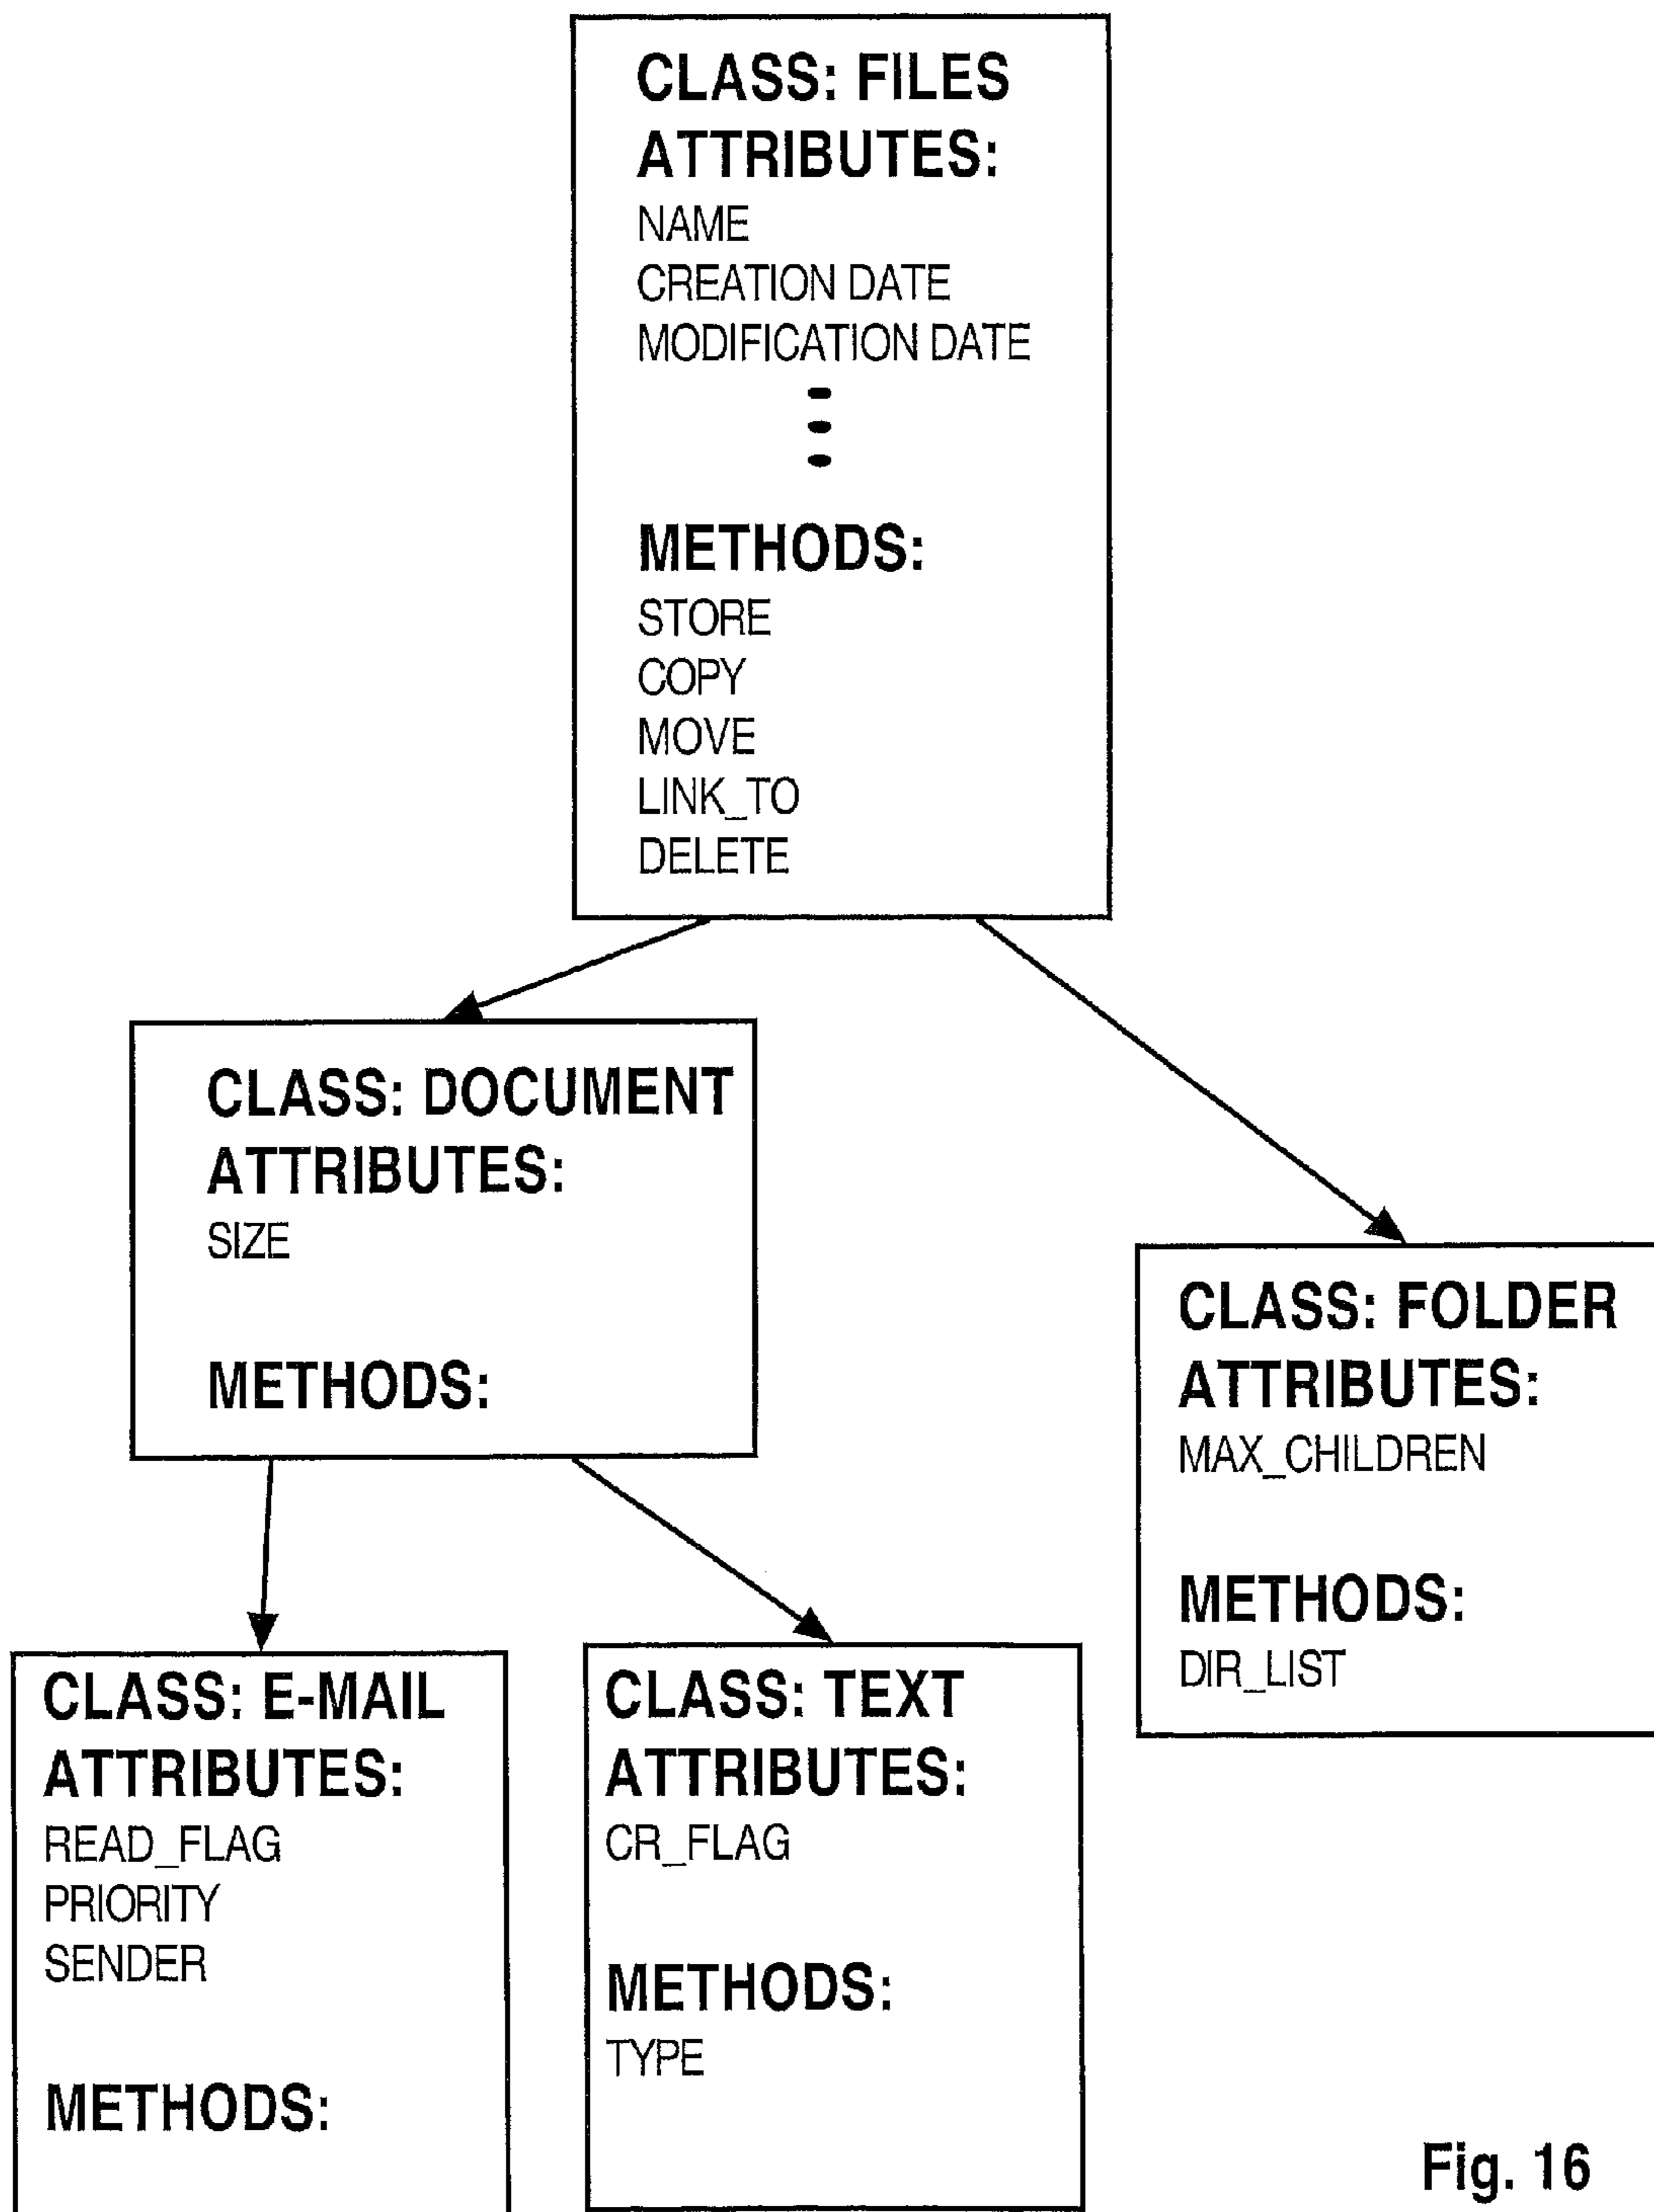 CLASS: FILES
ATTRIBUTES:
NAME
CREATION DATE
MODIFICATION DATE
METHODS:
STORE
COPY
MOVE
LINK_TO
DELETE
CLASS: DOCUMENT
ATTRIBUTES:
SIZE
METHODS:
CLASS: FOLDER
ATTRIBUTES:
MAX_CHILDREN
METHODS:
DIR_LIST
CLASS: E-MAIL
ATTRIBUTES:
READ_FLAG
PRIORITY
SENDER
METHODS:
CLASS: TEXT
ATTRIBUTES:
CR_FLAG
METHODS:
TYPE
Fig. 16